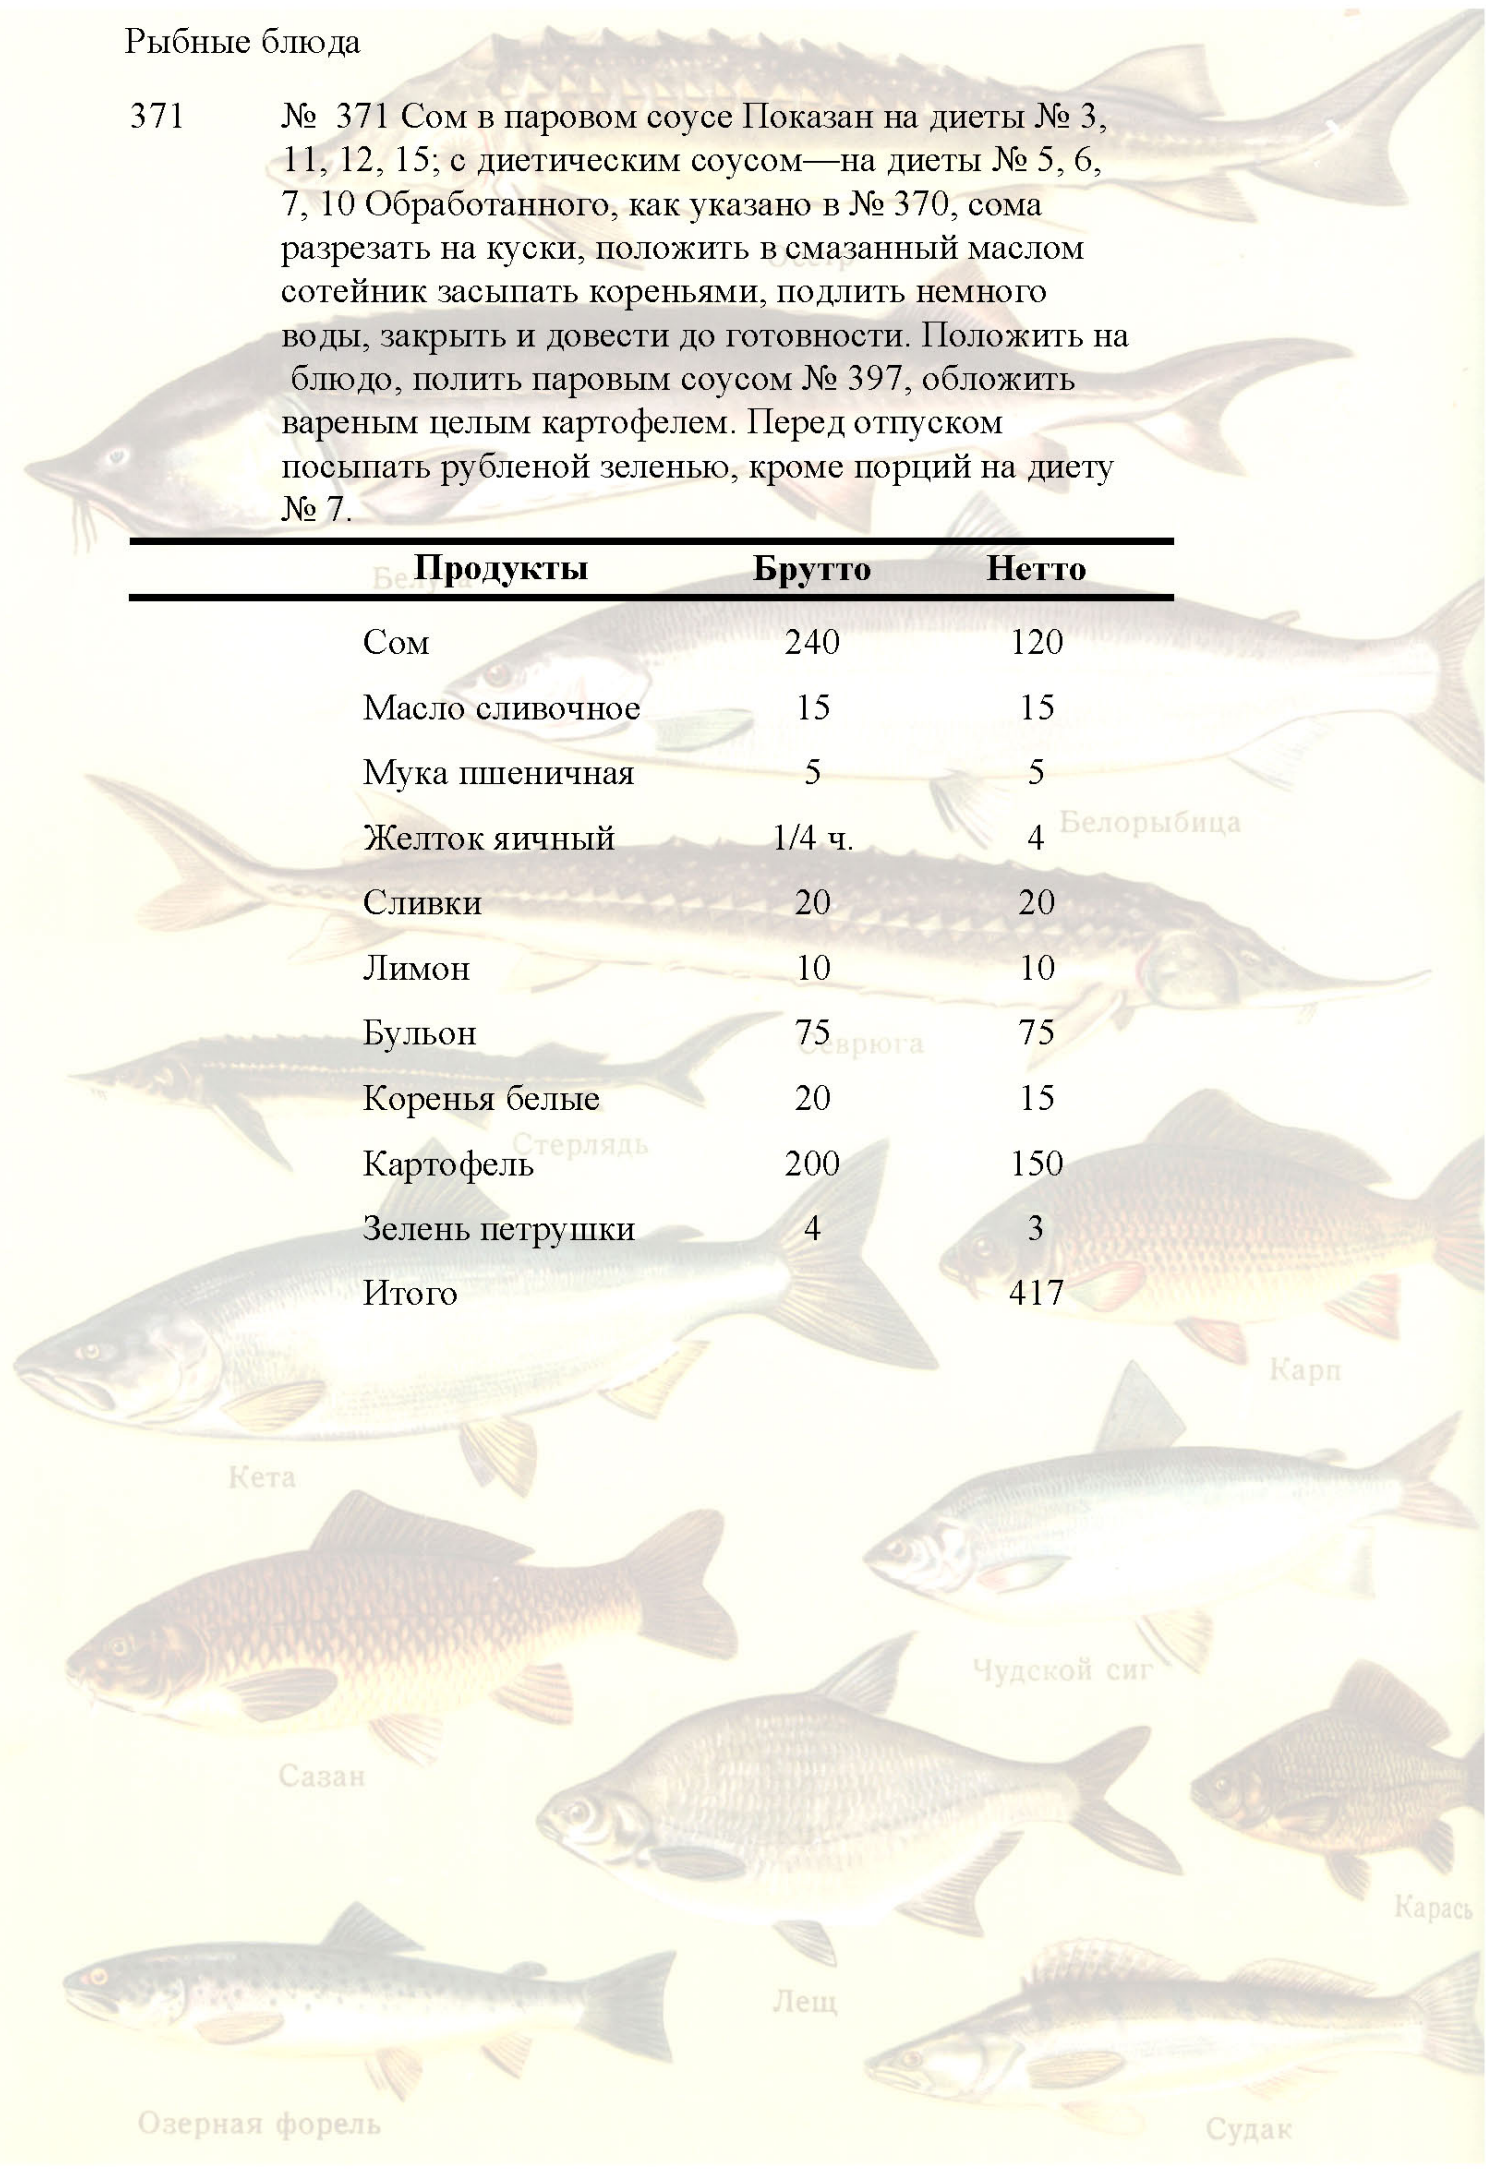 Рыбные блюда
371 № 371 Сом в паровом соусе Показан на диеты № 3,
11, 12, 15; с диетическим соусом—на диеты № 5, 6,
7, 10 Обработанного, как указано в № 370, сома
разрезать на куски, положить в смазанный маслом
сотейник засыпать кореньями, подлить немного
воды, закрыть и довести до готовности. Положить на
блюдо, полить паровым соусом № 397, обложить
вареным целым картофелем. Перед отпуском
посыпать рубленой зеленью, кроме порций на диету
№ 7.
Продукты Брутто Нетто
Белуга
Сом 240 120
Масло сливочное 15 15
Мука пшеничная 5 5
Белорыбица
Желток яичный 1/4 ч. 4
Сливки 20 20
Лимон 10 10
Бульон 75 75
Севрюга
Коренья белые 20 15
Стерлядь
Картофель 200 150
Зелень петрушки 4 3
Итого 417
Карп
Кета
Чудской сиг
Сазан
Карась
Лещ
Озерная форель
Судак